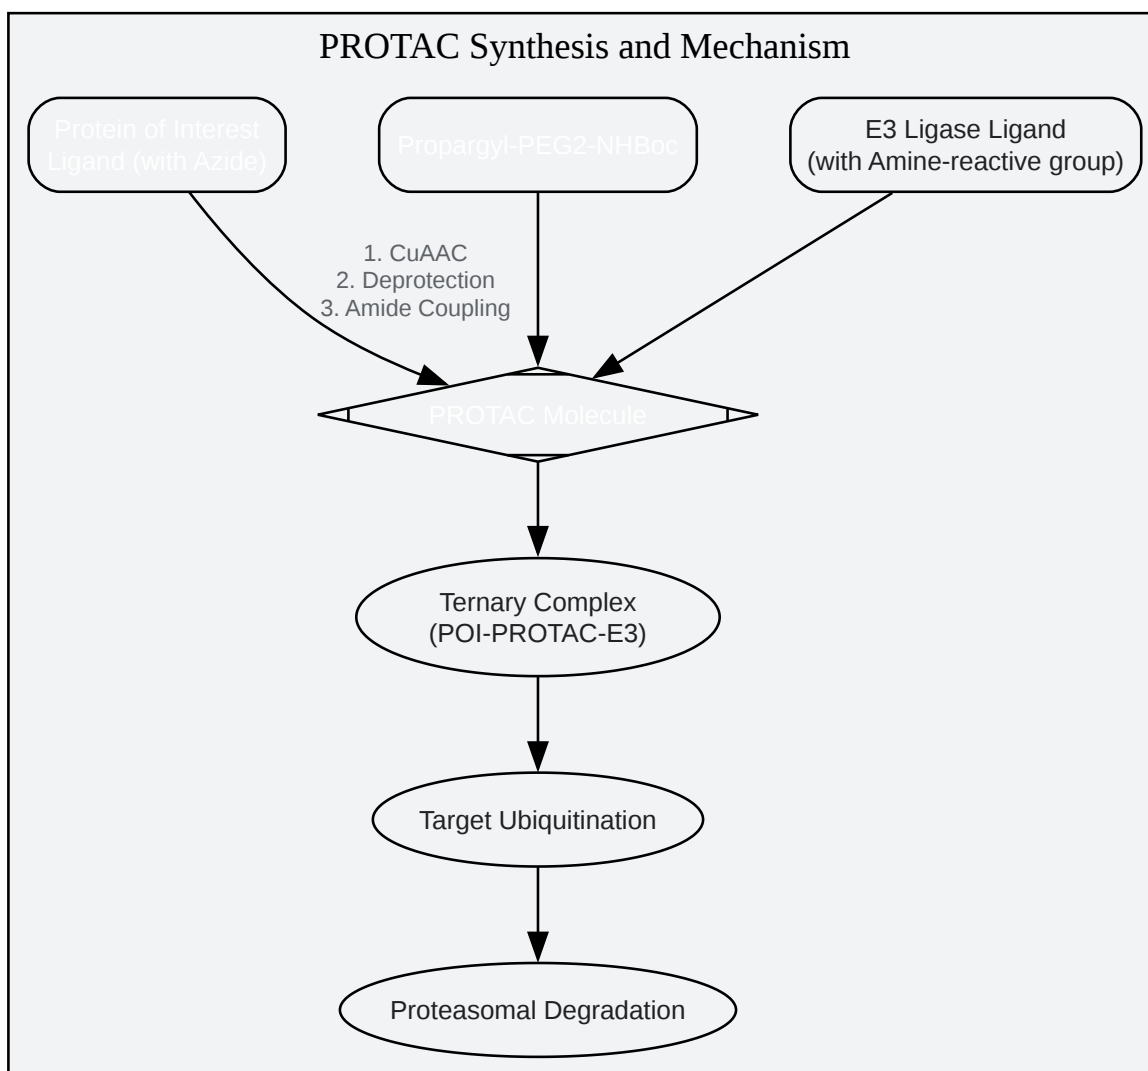 PROTAC Synthesis and Mechanism
Protein of Interest
Ligand (with Azide)
Propargyl-PEG2-NHBoc
E3 Ligase Ligand
(with Amine-reactive group)
1. CuAAC
2. Deprotection
3. Amide Coupling
PROTAC Molecule
Ternary Complex
(POI-PROTAC-E3)
Target Ubiquitination
Proteasomal Degradation